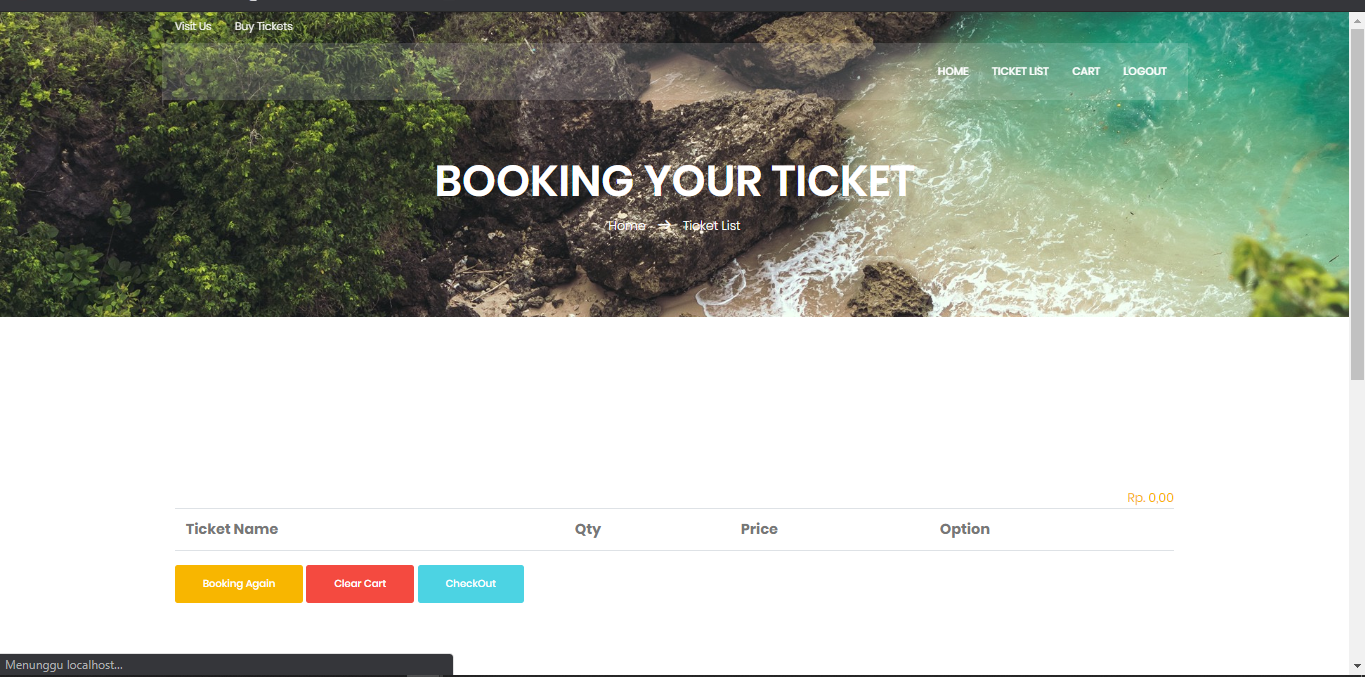 Visit Us Buy Tickets
HOME TICKET LIST CART LOGOUT
BOOKING YOUR TICKET
Home → Ticket List
Rp. 0,00
Ticket Name Qty Price Option
Booking Again Clear Cart CheckOut
Menunggu localhost...